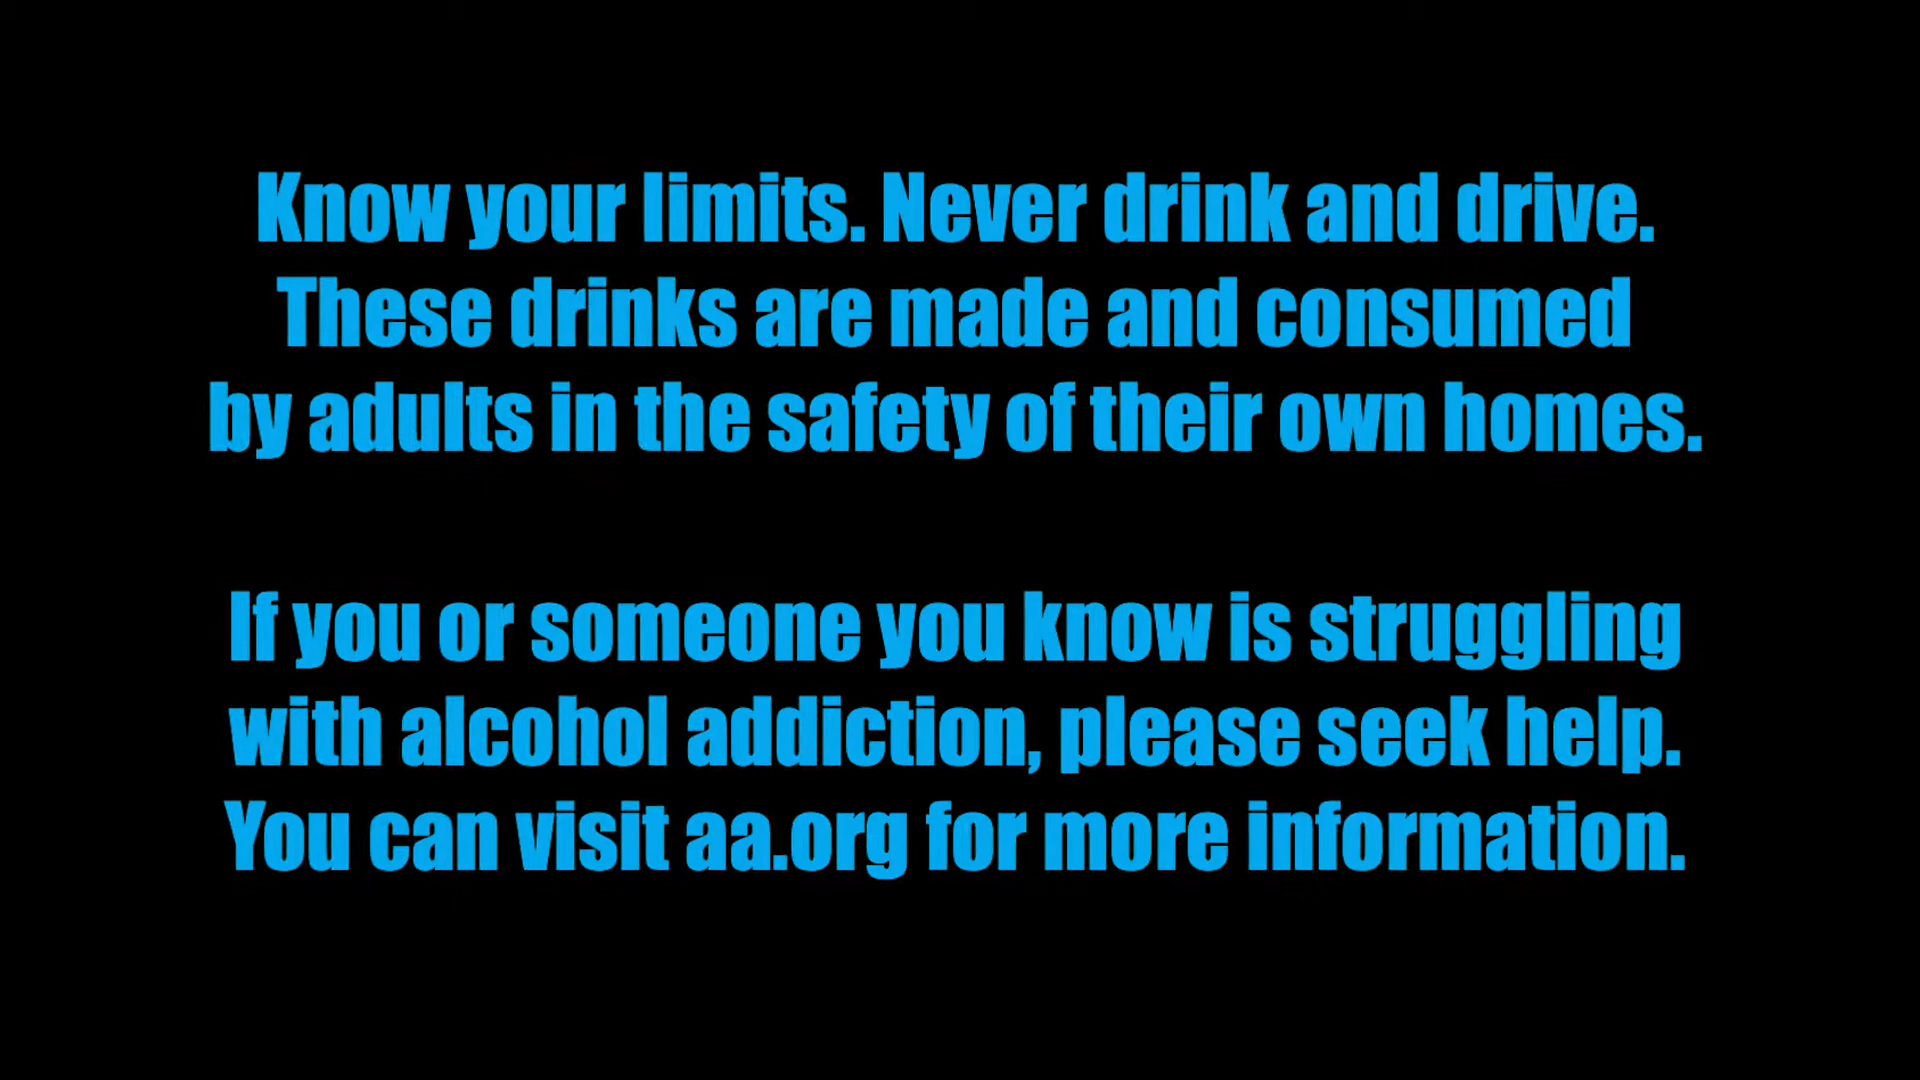 Know your limits. Never drink and drive.
These drinks are made and consumed
by adults in the safety of their own homes.
If you or someone you know is struggling
with alcohol addiction, please seek help.
You can visit aa.org for more information.